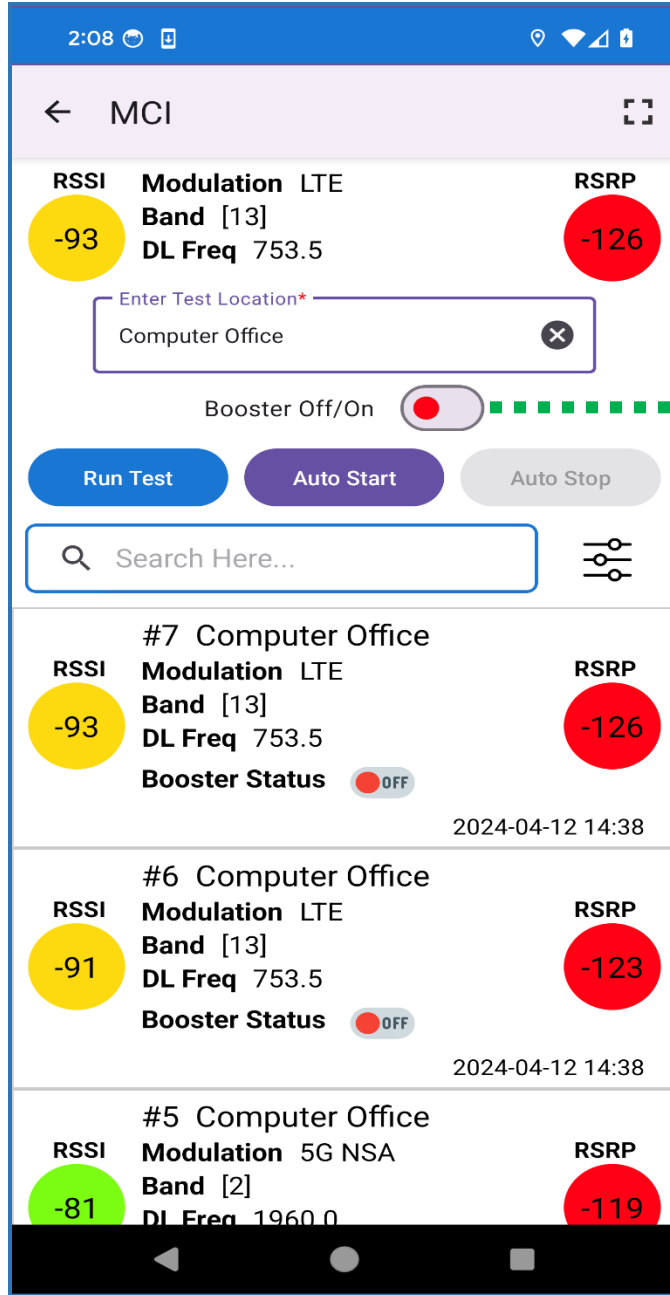 2:08
MCI
RSSI Modulation LTE RSRP
-93 Band [13] -126
DL Freq 753.5
Enter Test Location*
Computer Office
Booster Off/On
Run Test Auto Start Auto Stop
Search Here...
#7 Computer Office
RSSI Modulation LTE RSRP
-93 Band [13] -126
DL Freq 753.5
Booster Status OFF
2024-04-12 14:38
#6 Computer Office
RSSI Modulation LTE RSRP
-91 Band [13] -123
DL Freq 753.5
Booster Status OFF
2024-04-12 14:38
#5 Computer Office
RSSI Modulation 5G NSA RSRP
-81 Band [2] -119
DL Freq 1960.0